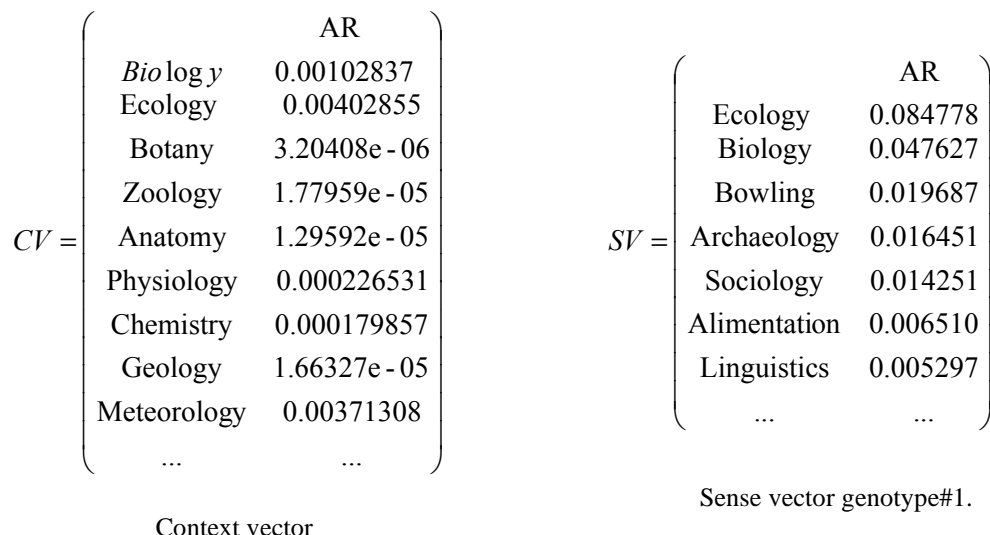 AR
Biology 0.00102837
Ecology 0.00402855
Botany 3.20408e - 06
Zoology 1.77959e - 05
CV = Anatomy 1.29592e - 05
Physiology 0.000226531
Chemistry 0.000179857
Geology 1.66327e - 05
Meteorology 0.00371308
... ...
Context vector
AR
Ecology 0.084778
Biology 0.047627
Bowling 0.019687
SV = Archaeology 0.016451
Sociology 0.014251
Alimentation 0.006510
Linguistics 0.005297
... ...
Sense vector genotype#1.